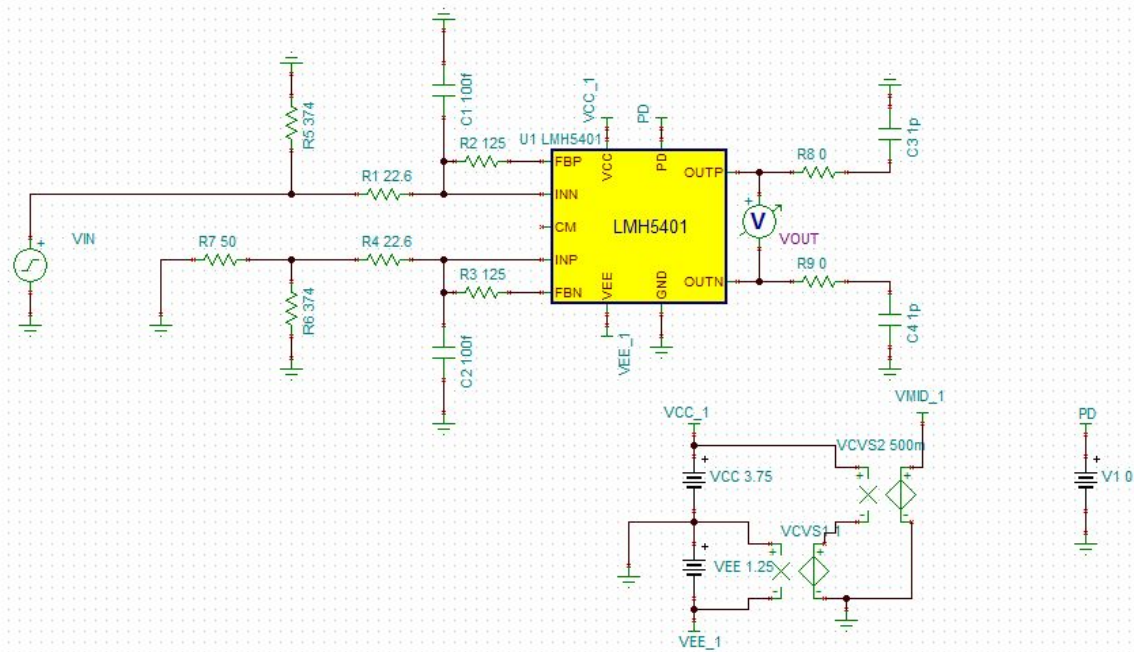 R5 374
C1 100f
VCC_1
PD
C3 1p
U1 LMH5401
R2 125
FBP
VCC
PD
OUTP
R8 0
R1 22.6
INN
VIN
CM
LMH5401
V
VOUT
R7 50
R4 22.6
INP
R9 0
R3 125
FBN
VEE
GND
OUTN
R6 374
C2 100f
VEE_1
C4 1p
VCC_1
VMID_1
PD
VCVS2 500m
VCC 3.75
V1 0
VCVS1 1
VEE 1.25
VEE_1